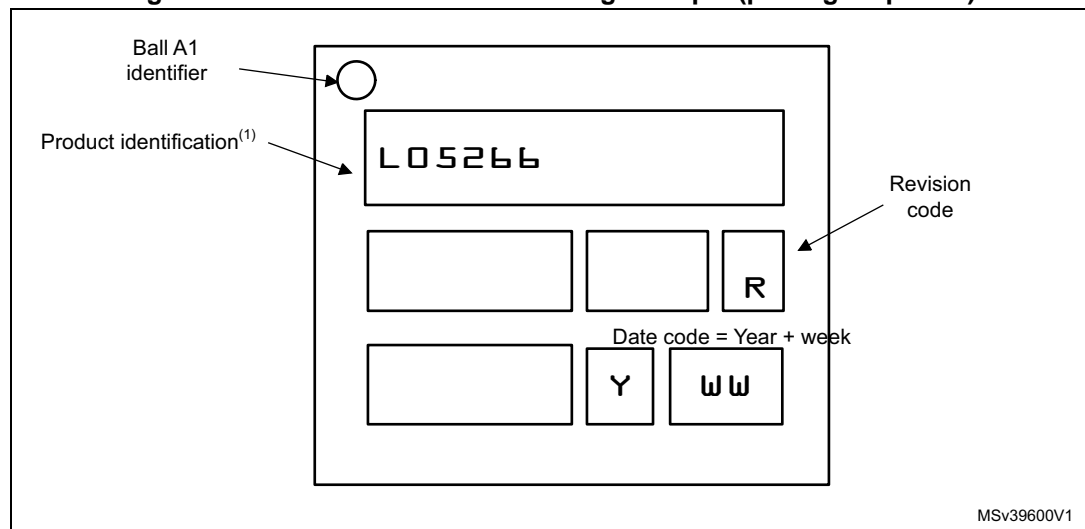 Ball A1
identifier
Product identification(1)
L05266
Revision
code
R
Date code = Year + week
Y
WW
MSv39600V1